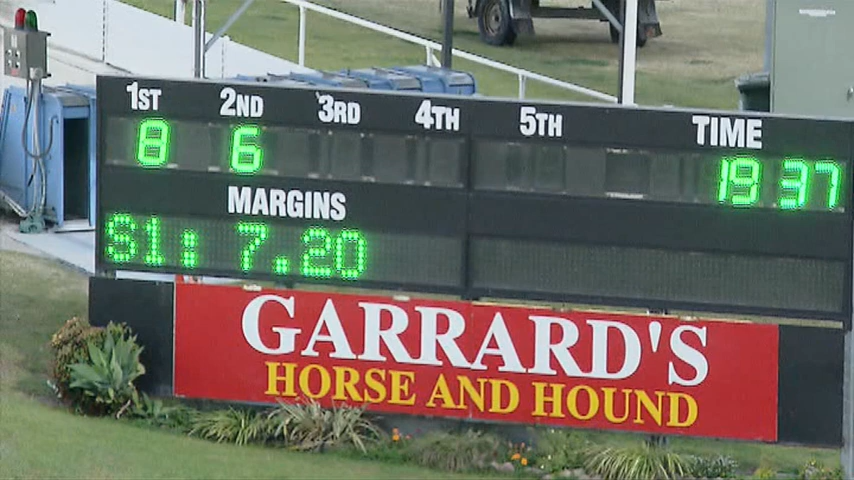 1ST 2ND 3RD 4TH 5TH TIME
8 6 19.37
MARGINS
S1: 7.20
GARRARD'S
HORSE AND HOUND